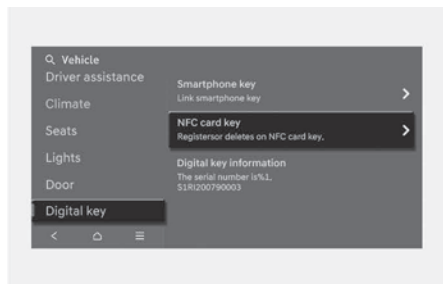 Vehicle
Driver assistance
Climate
Seats
Lights
Door
Digital key
Smartphone key
Link smartphone key
NFC card key
Registersor deletes on NFC card key,
Digital key information
The serial number is%1,
S1RI200790003